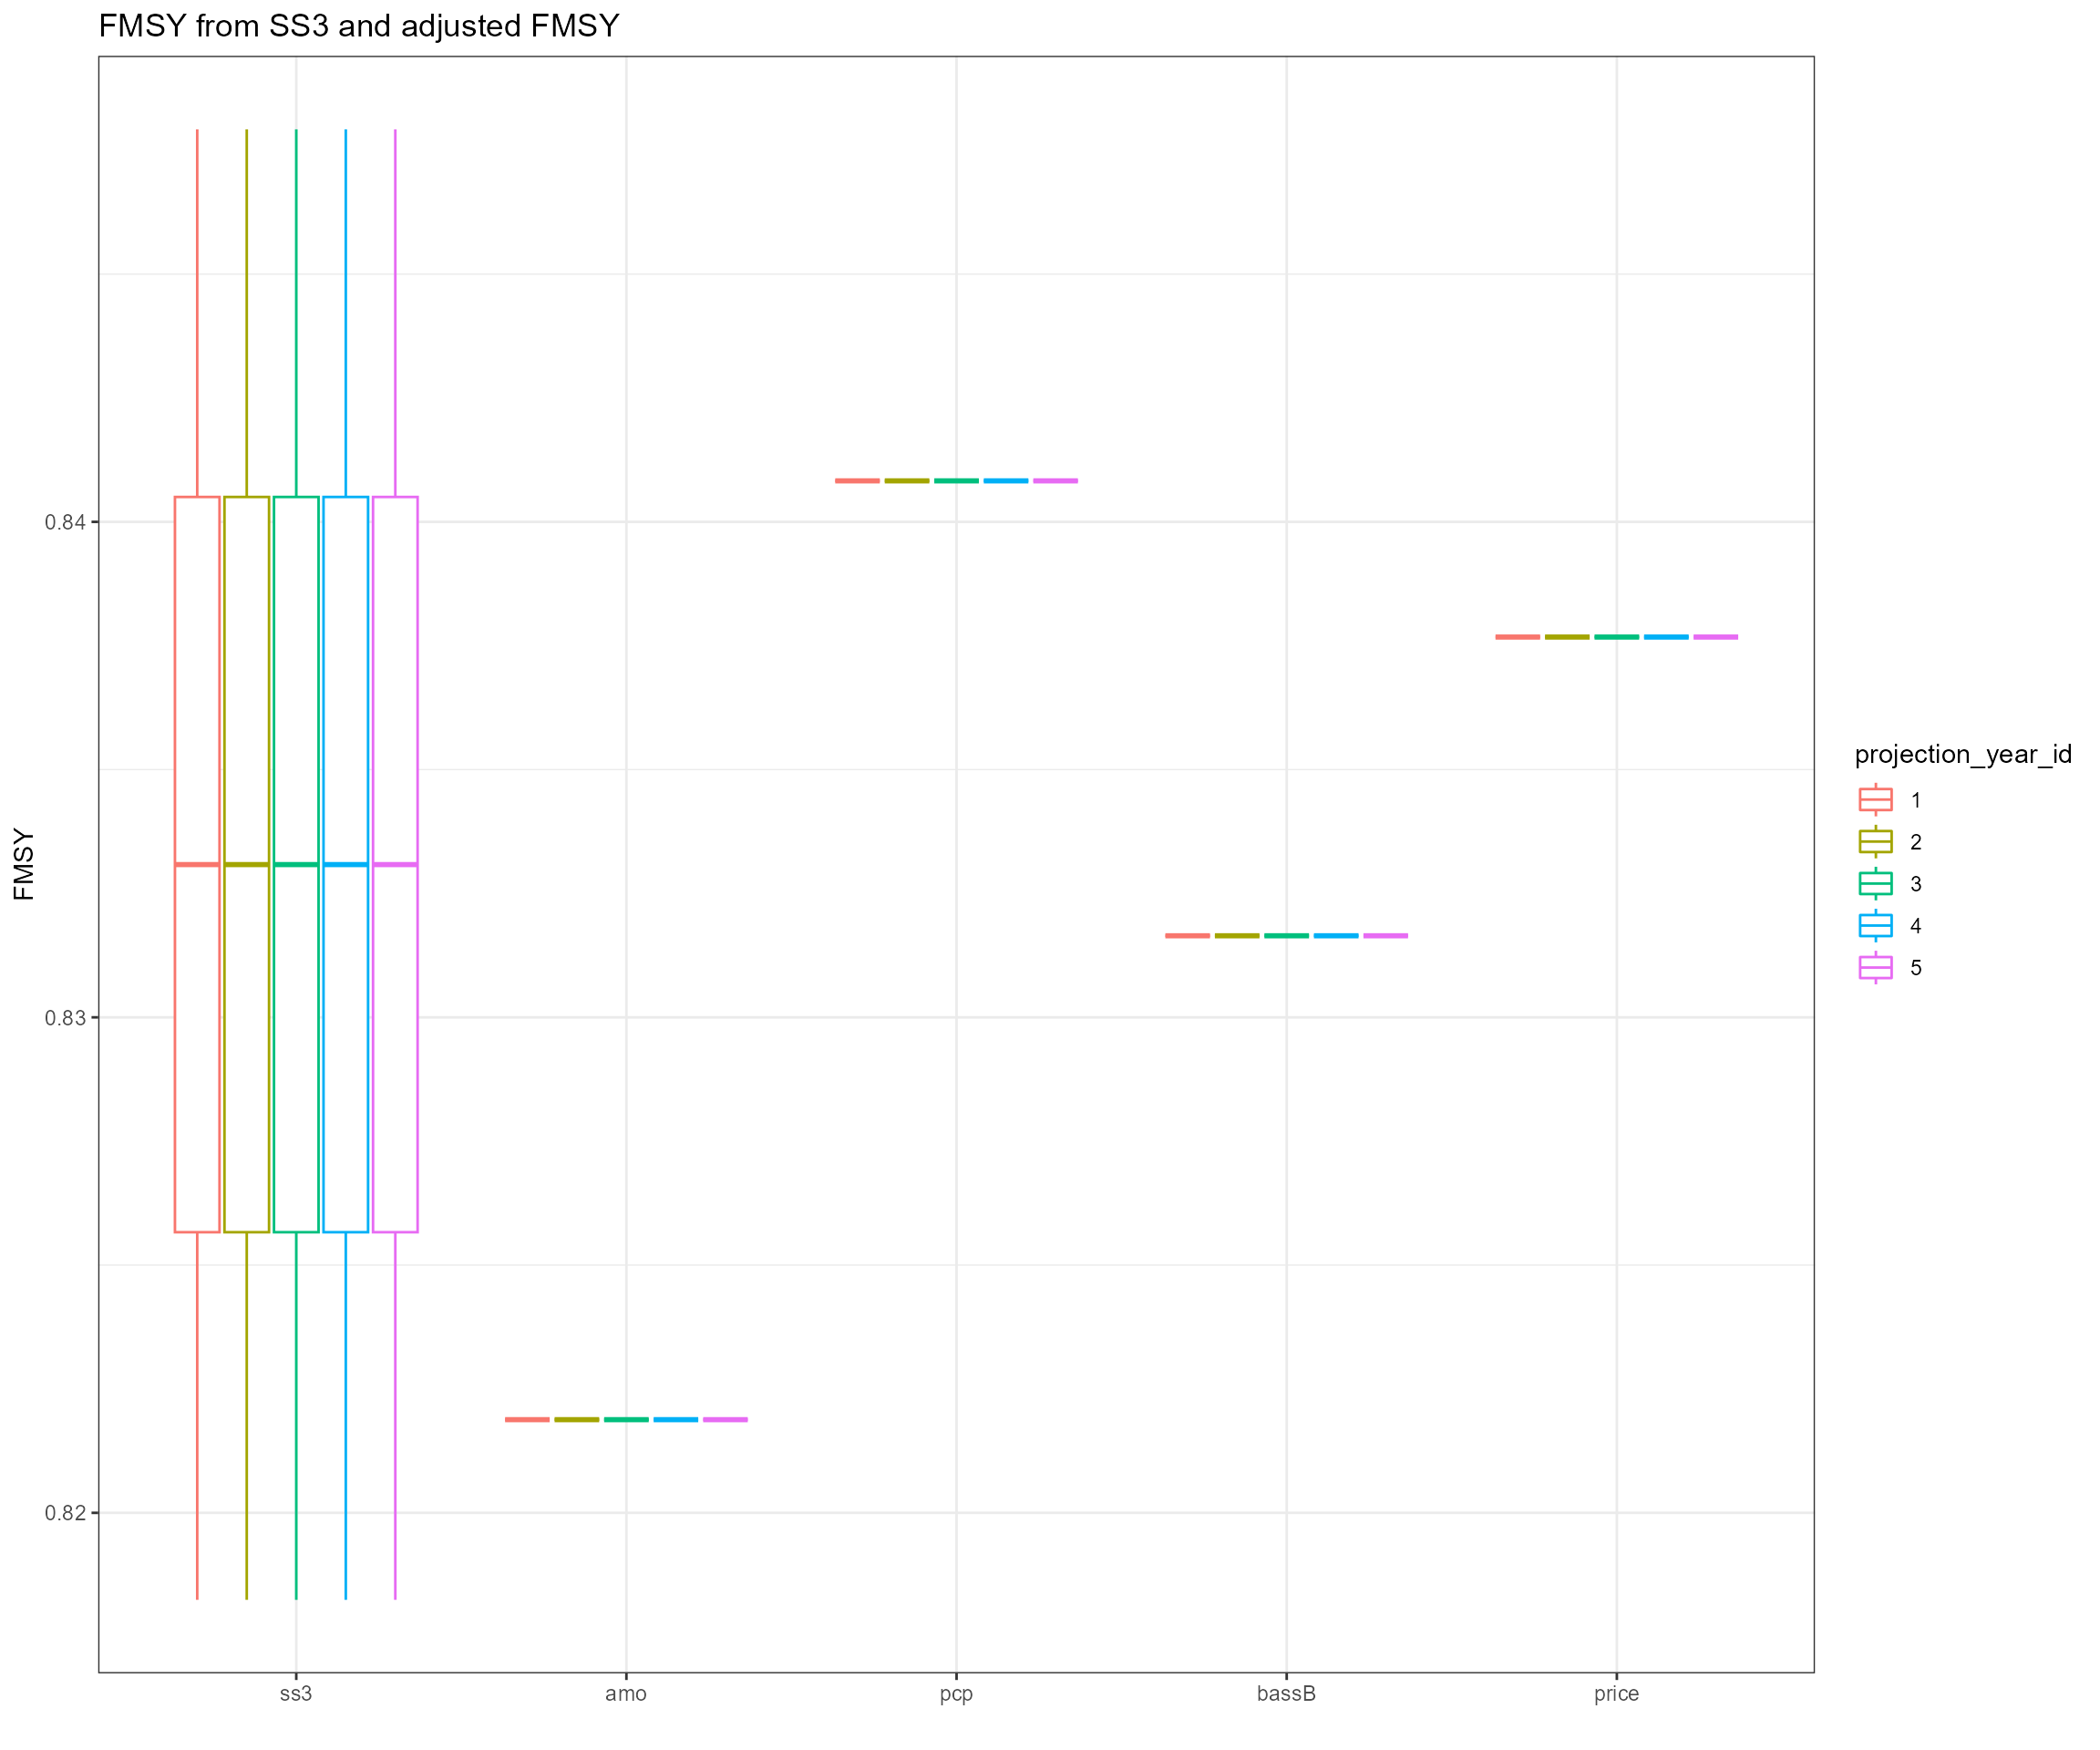 FMSY from SS3 and adjusted FMSY
FMSY
0.84
0.83
0.82
ss3
amo
pcp
bassB
price
projection_year_id
1
2
3
4
5